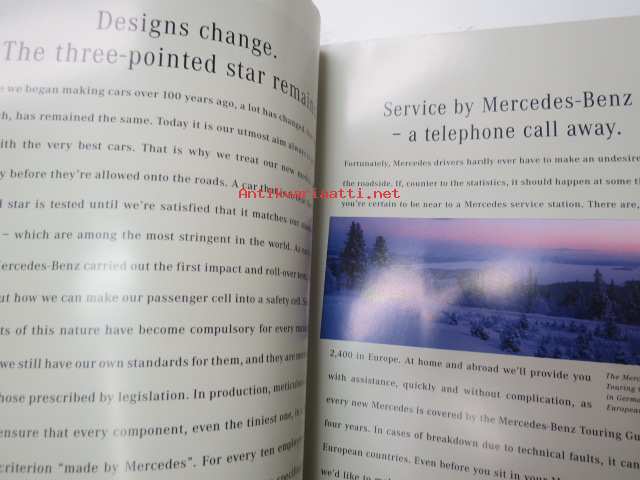 Designs change.
The three-pointed star remain
we began making cars over 100 years ago, a lot has changed
has remained the same. Today it is our utmost aim always
with the very best cars. That is why we treat our new
before they're allowed onto the roads. A car
star is tested until we're satisfied that it matches our
– which are among the most stringent in the world. As
Mercedes-Benz carried out the first impact and roll-over tests
how we can make our passenger cell into a safety cell.
of this nature have become compulsory for every
we still have our own standards for them, and they are
those prescribed by legislation. In production,
ensure that every component, even the tiniest one,
criterion "made by Mercedes". For every ten
Service by Mercedes-Benz
– a telephone call away.
Fortunately, Mercedes drivers hardly ever have to make an
the roadside. If, counter to the statistics, it should happen at some
you're certain to be near to a Mercedes service station. There are,
2,400 in Europe. At home and abroad we'll provide you
with assistance, quickly and without complication, as
every new Mercedes is covered by the Mercedes-Benz Touring
four years. In cases of breakdown due to technical faults, it can
European countries. Even before you sit in your
we'd like to
The
Touring
in
European
Antikvariaatti.net